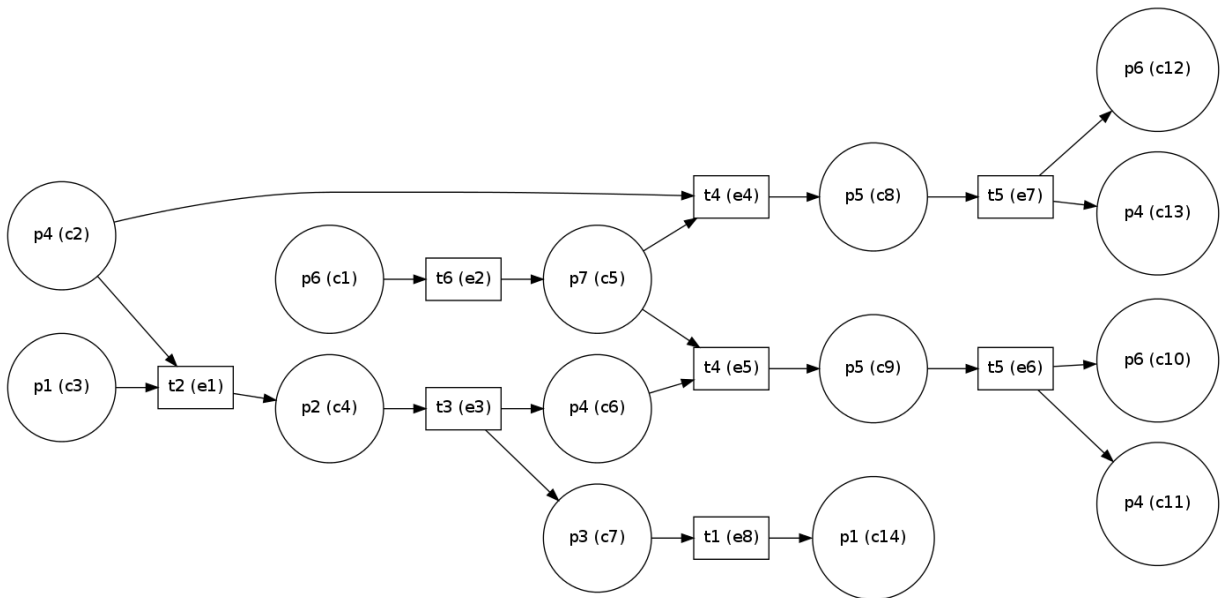 p6 (c12)
p4 (c2)
t4 (e4)
p5 (c8)
t5 (e7)
p4 (c13)
p6 (c1)
t6 (e2)
p7 (c5)
p1 (c3)
t2 (e1)
p2 (c4)
t3 (e3)
p4 (c6)
t4 (e5)
p5 (c9)
t5 (e6)
p6 (c10)
p4 (c11)
p3 (c7)
t1 (e8)
p1 (c14)